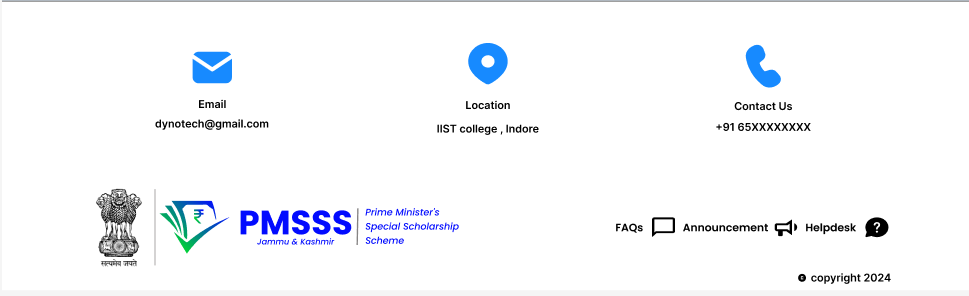 Email
dynotech@gmail.com
Location
IIST college , Indore
Contact Us
+91 65XXXXXXXX
सत्यमेव जयते
₹
PMSSS
Jammu & Kashmir
Prime Minister's
Special Scholarship
Scheme
FAQs
Announcement
Helpdesk
?
© copyright 2024